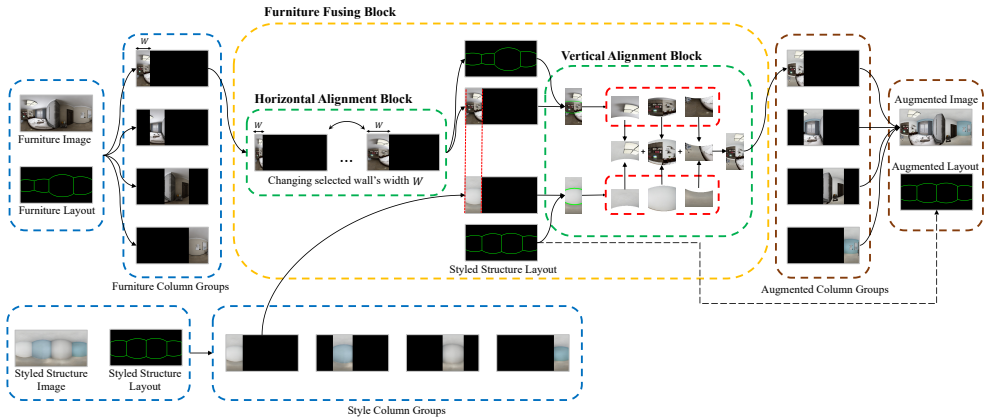 Furniture Fusing Block
W
Vertical Alignment Block
Horizontal Alignment Block
Furniture Image
W
W
...
Changing selected wall's width W
+
+
Augmented Image
Furniture Layout
Augmented Layout
Styled Structure Layout
Furniture Column Groups
Augmented Column Groups
Styled Structure
Image
Styled Structure
Layout
Style Column Groups